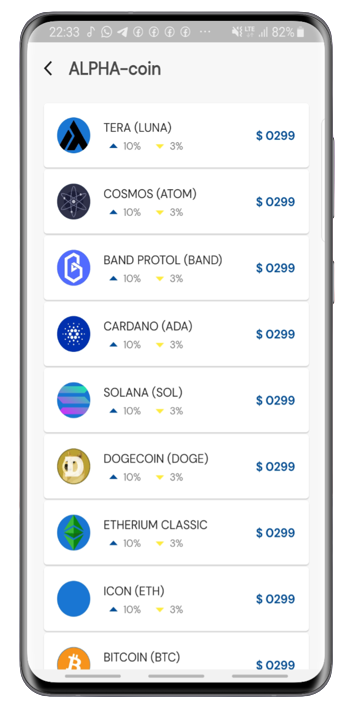 22:33 LTE 82%
ALPHA-coin
TERA (LUNA)
10% 3%
$ 0299
COSMOS (ATOM)
10% 3%
$ 0299
BAND PROTOL (BAND)
10% 3%
$ 0299
CARDANO (ADA)
10% 3%
$ 0299
SOLANA (SOL)
10% 3%
$ 0299
DOGECOIN (DOGE)
10% 3%
$ 0299
ETHERIUM CLASSIC
10% 3%
$ 0299
ICON (ETH)
10% 3%
$ 0299
BITCOIN (BTC)
$ 0299